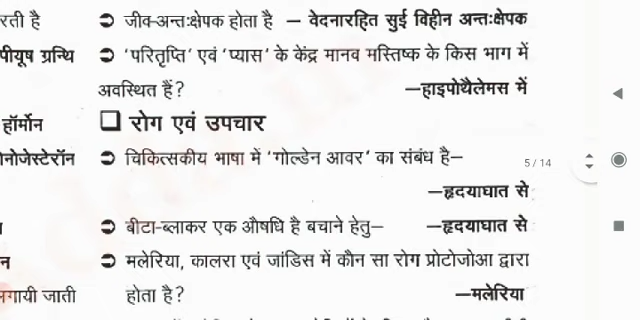 रती है
➲ जीव-अन्तःक्षेपक होता है – वेदनारहित सुई विहीन अन्तःक्षेपक
पीयूष ग्रन्थि
➲ 'परितृप्ति' एवं 'प्यास' के केंद्र मानव मस्तिष्क के किस भाग में
अवस्थित हैं? –हाइपोथैलेमस में
हॉर्मोन
❑ रोग एवं उपचार
नोजेस्टेरॉन
➲ चिकित्सकीय भाषा में 'गोल्डेन आवर' का संबंध है–
5 / 14
–हृदयाघात से
➲ बीटा-ब्लाकर एक औषधि है बचाने हेतु– –हृदयाघात से
न
➲ मलेरिया, कालरा एवं जांडिस में कौन सा रोग प्रोटोजोआ द्वारा
लगायी जाती
होता है? –मलेरिया